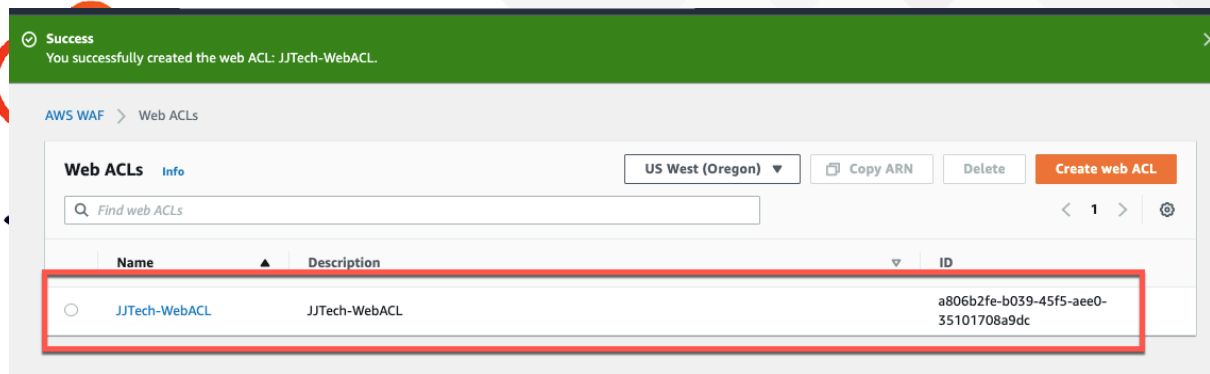 Success
You successfully created the web ACL: JJTech-WebACL.
AWS WAF > Web ACLs
Web ACLs Info US West (Oregon) Copy ARN Delete Create web ACL
Find web ACLs 1
Name Description ID
JJTech-WebACL JJTech-WebACL a806b2fe-b039-45f5-aee0-
35101708a9dc